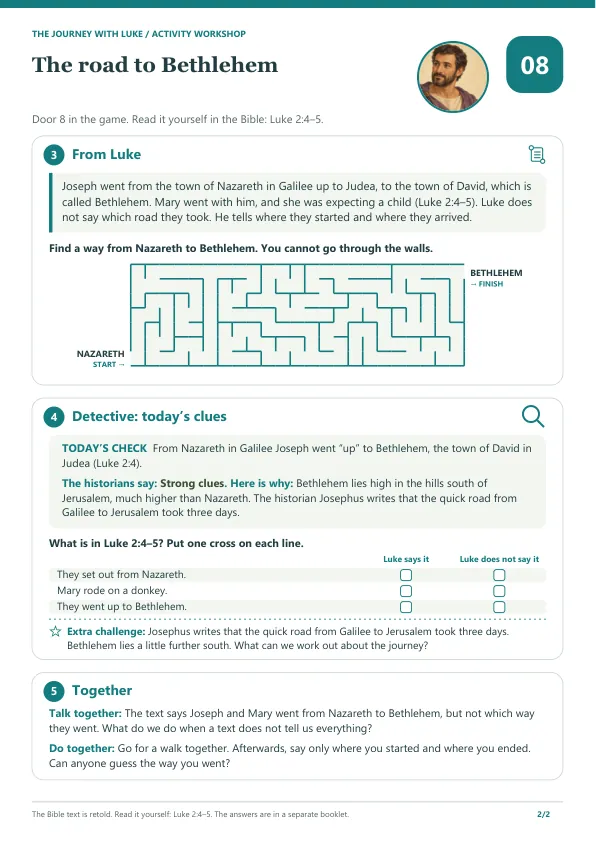 THE JOURNEY WITH LUKE / ACTIVITY WORKSHOP
The road to Bethlehem
08
Door 8 in the game. Read it yourself in the Bible: Luke 2:4–5.
3 From Luke
Joseph went from the town of Nazareth in Galilee up to Judea, to the town of David, which is
called Bethlehem. Mary went with him, and she was expecting a child (Luke 2:4–5). Luke does
not say which road they took. He tells where they started and where they arrived.
Find a way from Nazareth to Bethlehem. You cannot go through the walls.
BETHLEHEM
→ FINISH
NAZARETH
START →
4 Detective: today’s clues
TODAY’S CHECK From Nazareth in Galilee Joseph went “up” to Bethlehem, the town of David in
Judea (Luke 2:4).
The historians say: Strong clues. Here is why: Bethlehem lies high in the hills south of
Jerusalem, much higher than Nazareth. The historian Josephus writes that the quick road from
Galilee to Jerusalem took three days.
What is in Luke 2:4–5? Put one cross on each line.
Luke says it Luke does not say it
They set out from Nazareth.
Mary rode on a donkey.
They went up to Bethlehem.
Extra challenge: Josephus writes that the quick road from Galilee to Jerusalem took three days.
Bethlehem lies a little further south. What can we work out about the journey?
5 Together
Talk together: The text says Joseph and Mary went from Nazareth to Bethlehem, but not which way
they went. What do we do when a text does not tell us everything?
Do together: Go for a walk together. Afterwards, say only where you started and where you ended.
Can anyone guess the way you went?
The Bible text is retold. Read it yourself: Luke 2:4–5. The answers are in a separate booklet.
2/2